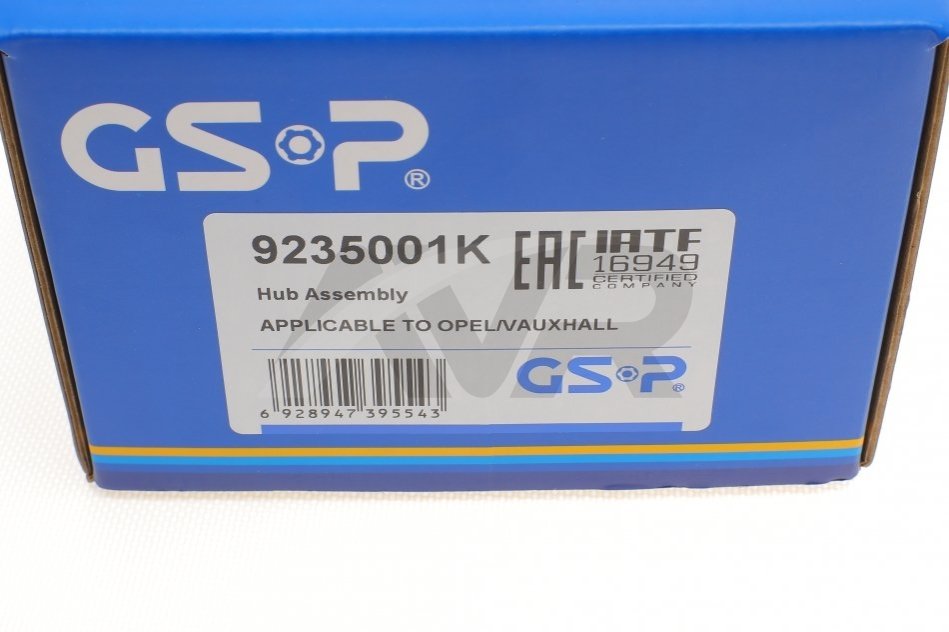 GSP®
9235001K
EAC
IATF
16949
CERTIFIED
COMPANY
Hub Assembly
APPLICABLE TO OPEL/VAUXHALL
GSP®
6 928947 395543